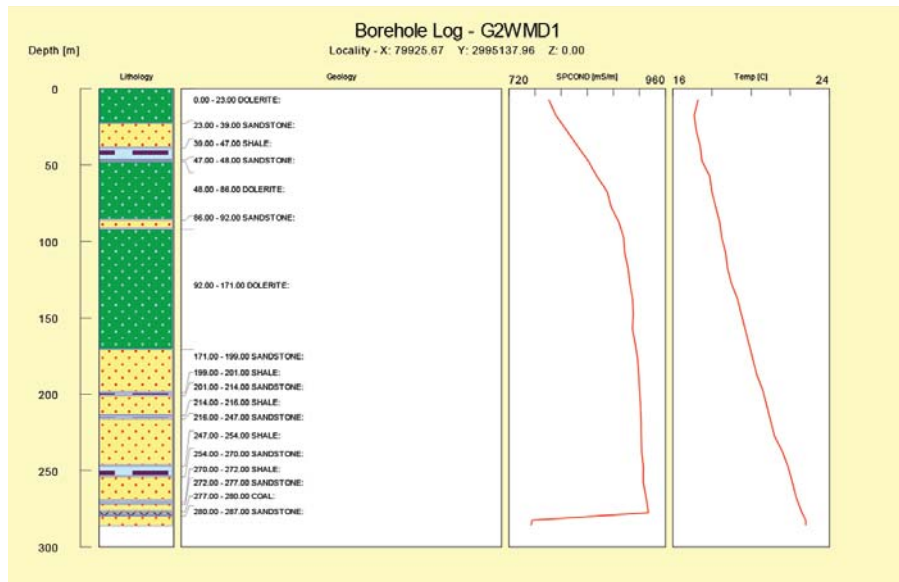 Borehole Log - G2WMD1
Depth [m]
Locality - X: 79925.67 Y: 2995137.96 Z: 0.00
Lithology
Geology
720 SPCOND [mS/m] 960
16 Temp [C] 24
0
0.00 - 23.00 DOLERITE:
23.00 - 39.00 SANDSTONE:
39.00 - 47.00 SHALE:
50
47.00 - 48.00 SANDSTONE:
48.00 - 86.00 DOLERITE:
86.00 - 92.00 SANDSTONE:
100
92.00 - 171.00 DOLERITE:
150
171.00 - 199.00 SANDSTONE:
199.00 - 201.00 SHALE:
201.00 - 214.00 SANDSTONE:
200
214.00 - 216.00 SHALE:
216.00 - 247.00 SANDSTONE:
247.00 - 254.00 SHALE:
254.00 - 270.00 SANDSTONE:
250
270.00 - 272.00 SHALE:
272.00 - 277.00 SANDSTONE:
277.00 - 280.00 COAL:
280.00 - 287.00 SANDSTONE:
300